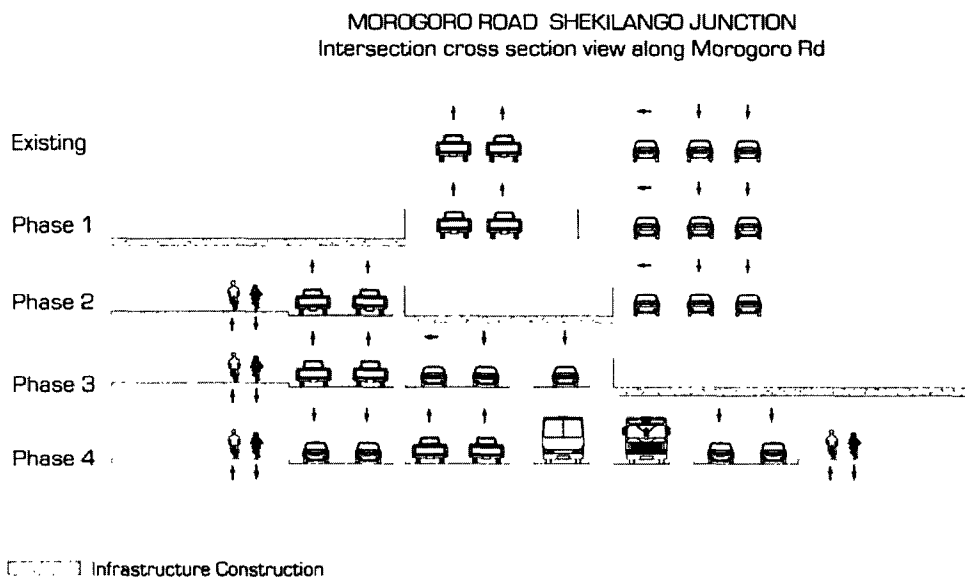 MOROGORO ROAD SHEKILANGO JUNCTION
Intersection cross section view along Morogoro Rd
Existing
Phase 1
Phase 2
Phase 3
Phase 4
Infrastructure Construction